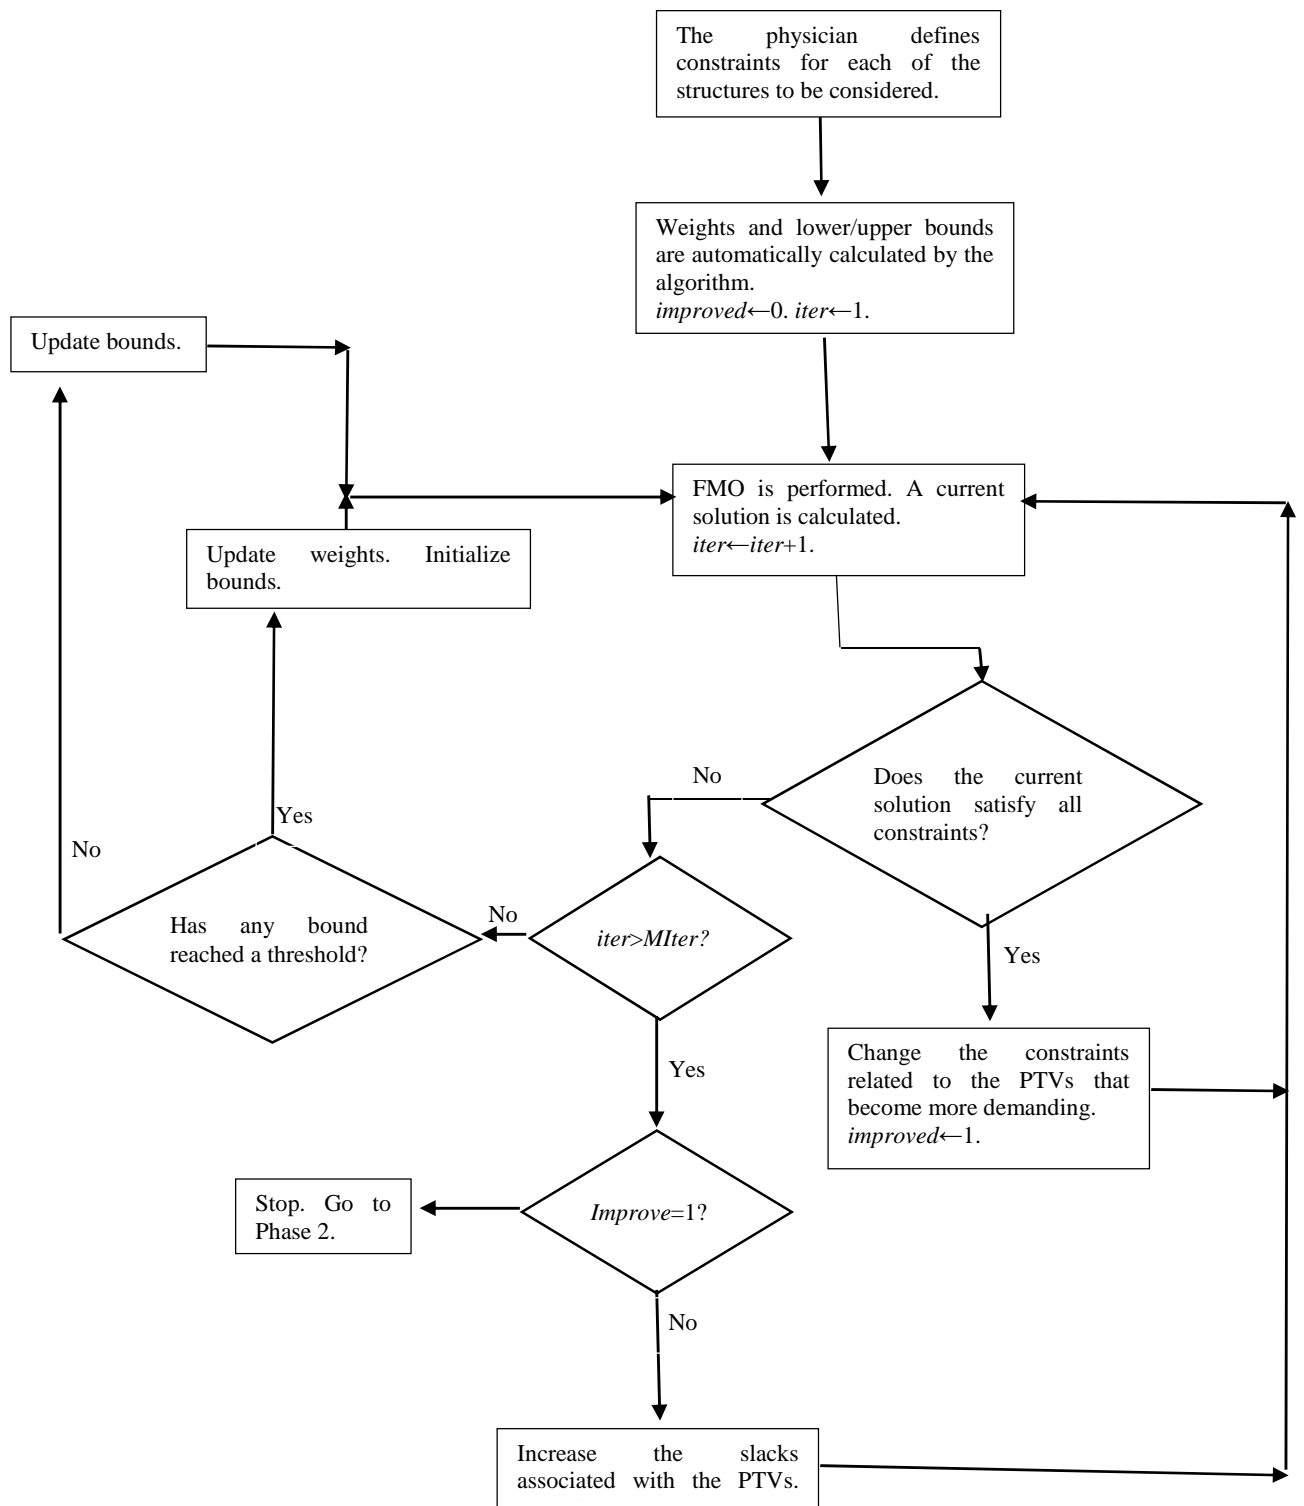 The physician defines
constraints for each of the
structures to be considered.
Weights and lower/upper bounds
are automatically calculated by the
algorithm.
improved←0. iter←1.
Update bounds.
FMO is performed. A current
solution is calculated.
iter←iter+1.
Update weights. Initialize
bounds.
No
Does the current
solution satisfy all
constraints?
Yes
No
Has any bound
reached a threshold?
No
iter>MIter?
Yes
Yes
Change the constraints
related to the PTVs that
become more demanding.
improved←1.
Stop. Go to
Phase 2.
Improve=1?
No
Increase the slacks
associated with the PTVs.